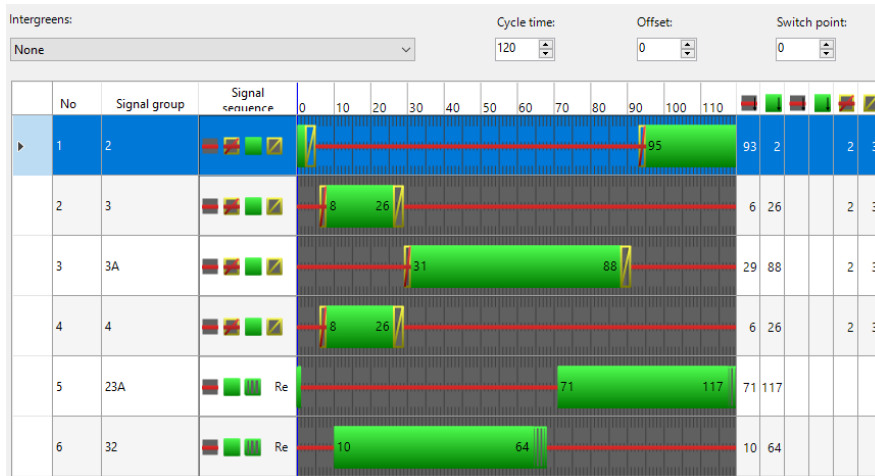 Intergreens: Cycle time: Offset: Switch point:
None 120 0 0
No Signal group Signal sequence 0 10 20 30 40 50 60 70 80 90 100 110
1 2 95 93 2 2
2 3 8 26 6 26 2
3 3A 31 88 29 88 2
4 4 8 26 6 26 2
5 23A Re 71 117 71 117
6 32 Re 10 64 10 64